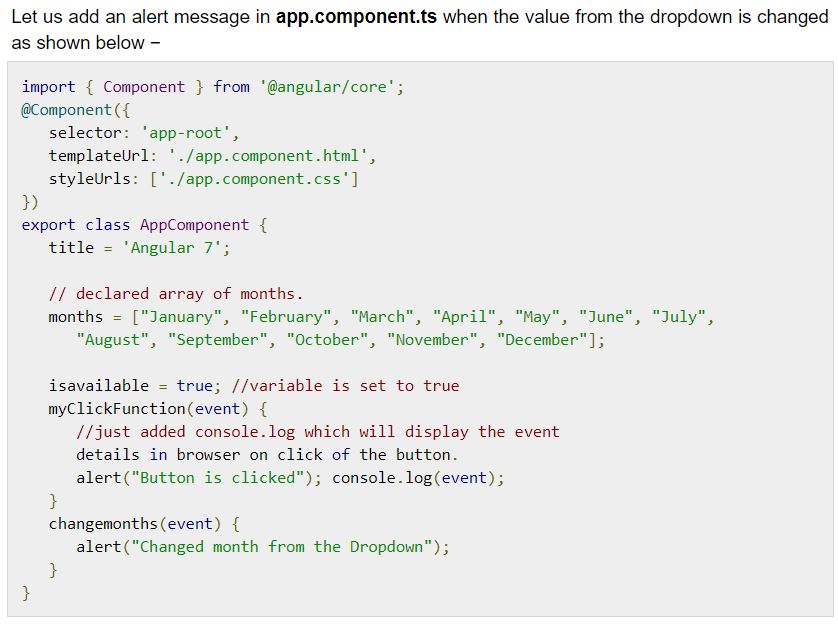 Let us add an alert message in app.component.ts when the value from the dropdown is changed
as shown below −
import { Component } from '@angular/core';
@Component({
   selector: 'app-root',
   templateUrl: './app.component.html',
   styleUrls: ['./app.component.css']
})
export class AppComponent {
   title = 'Angular 7';

   // declared array of months.
   months = ["January", "February", "March", "April", "May", "June", "July",
      "August", "September", "October", "November", "December"];

   isavailable = true; //variable is set to true
   myClickFunction(event) {
      //just added console.log which will display the event
      details in browser on click of the button.
      alert("Button is clicked"); console.log(event);
   }
   changemonths(event) {
      alert("Changed month from the Dropdown");
   }
}